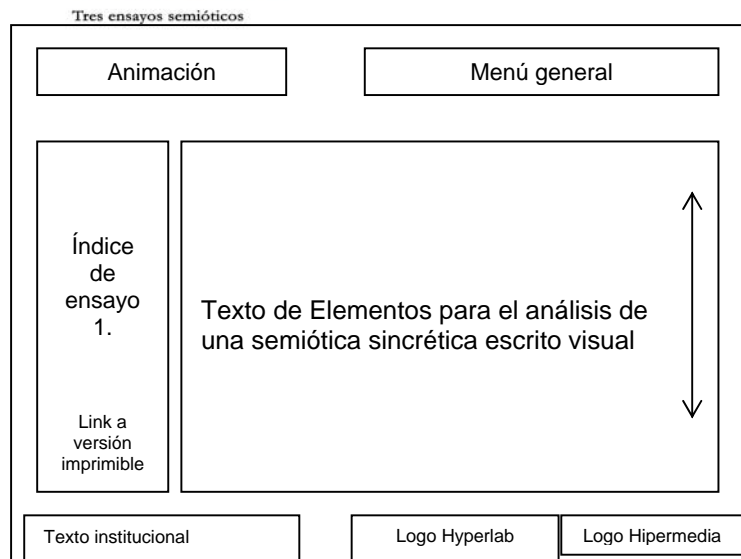 Tres ensayos semióticos
Animación
Menú general
Índice
de
ensayo
1.
Link a
versión
imprimible
Texto de Elementos para el análisis de
una semiótica sincrética escrito visual
Texto institucional
Logo Hyperlab
Logo Hipermedia